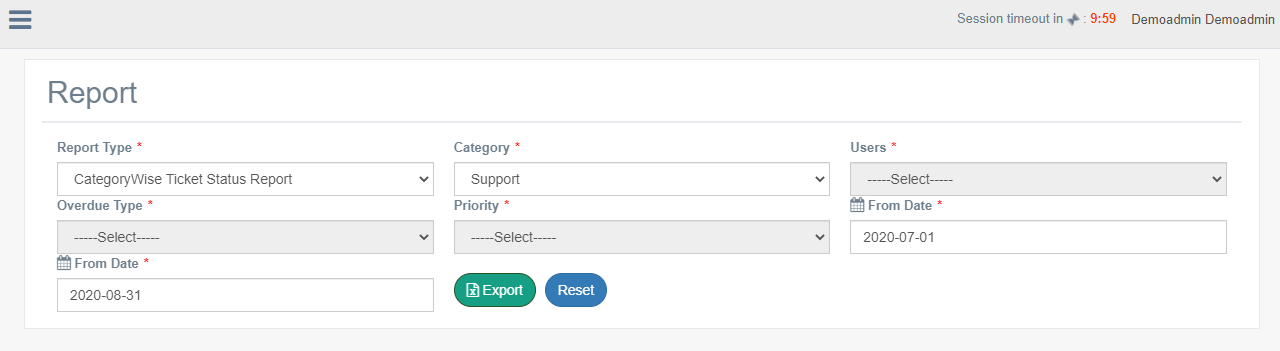 Session timeout in : 9:59 Demoadmin Demoadmin
Report
Report Type * Category * Users *
CategoryWise Ticket Status Report Support -----Select-----
Overdue Type * Priority * From Date *
-----Select----- -----Select----- 2020-07-01
From Date *
2020-08-31 Export Reset